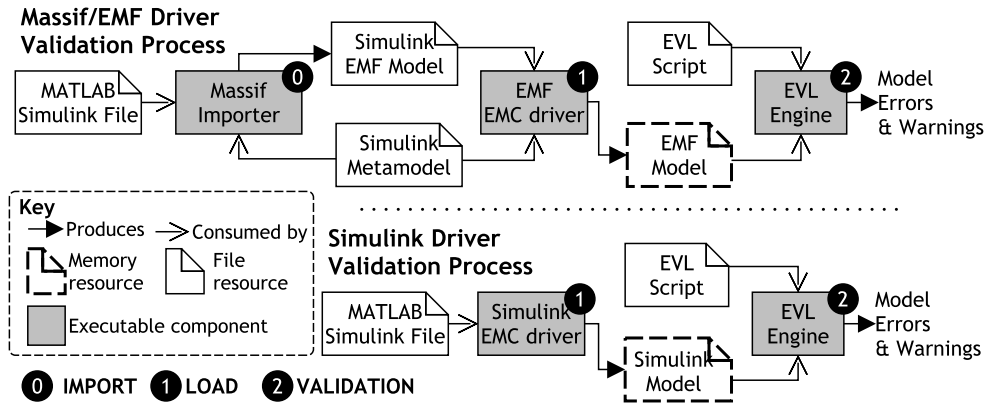 Massif/EMF Driver
Validation Process
MATLAB
Simulink File
0
Massif
Importer
Simulink
EMF Model
Simulink
Metamodel
1
EMF
EMC driver
EMF
Model
EVL
Script
2
EVL
Engine
Model
Errors
& Warnings
Key
Produces
Consumed by
Memory
resource
File
resource
Executable component
Simulink Driver
Validation Process
MATLAB
Simulink File
1
Simulink
EMC driver
Simulink
Model
EVL
Script
2
EVL
Engine
Model
Errors
& Warnings
0 IMPORT 1 LOAD 2 VALIDATION